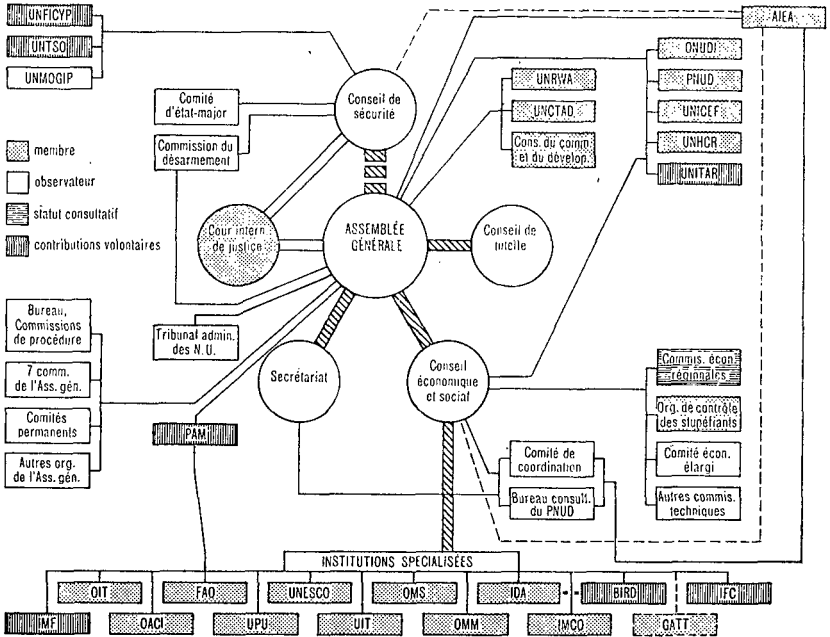 UNFICYP
UNTSO
UNMOGIP
membre
observateur
statut consultatif
contributions volontaires
Comité
d'état-major
Commission du
désarmement
Conseil de
sécurité
UNRWA
UNCTAD
Cons. du comm.
et du dévelop.
AIEA
ONUDI
PNUD
UNICEF
UNHCR
UNITAR
Cour intern.
de justice
ASSEMBLÉE
GÉNÉRALE
Conseil de
tutelle
Bureau,
Commissions
de procédure
7 comm.
de l'Ass. gén.
Comités
permanents
Autres org.
de l'Ass. gén.
Tribunal admin.
des N.U.
PAM
Secrétariat
Conseil
économique
et social
Commis. écon.
régionales
Org. de contrôle
des stupéfiants
Comité écon.
élargi
Autres commis.
techniques
Comité de
coordination
Bureau consult.
du PNUD
INSTITUTIONS SPECIALISÉES
OIT
FAO
UNESCO
OMS
IDA
BIRD
IFC
IMF
OACI
UPU
UIT
OMM
IMCO
GATT